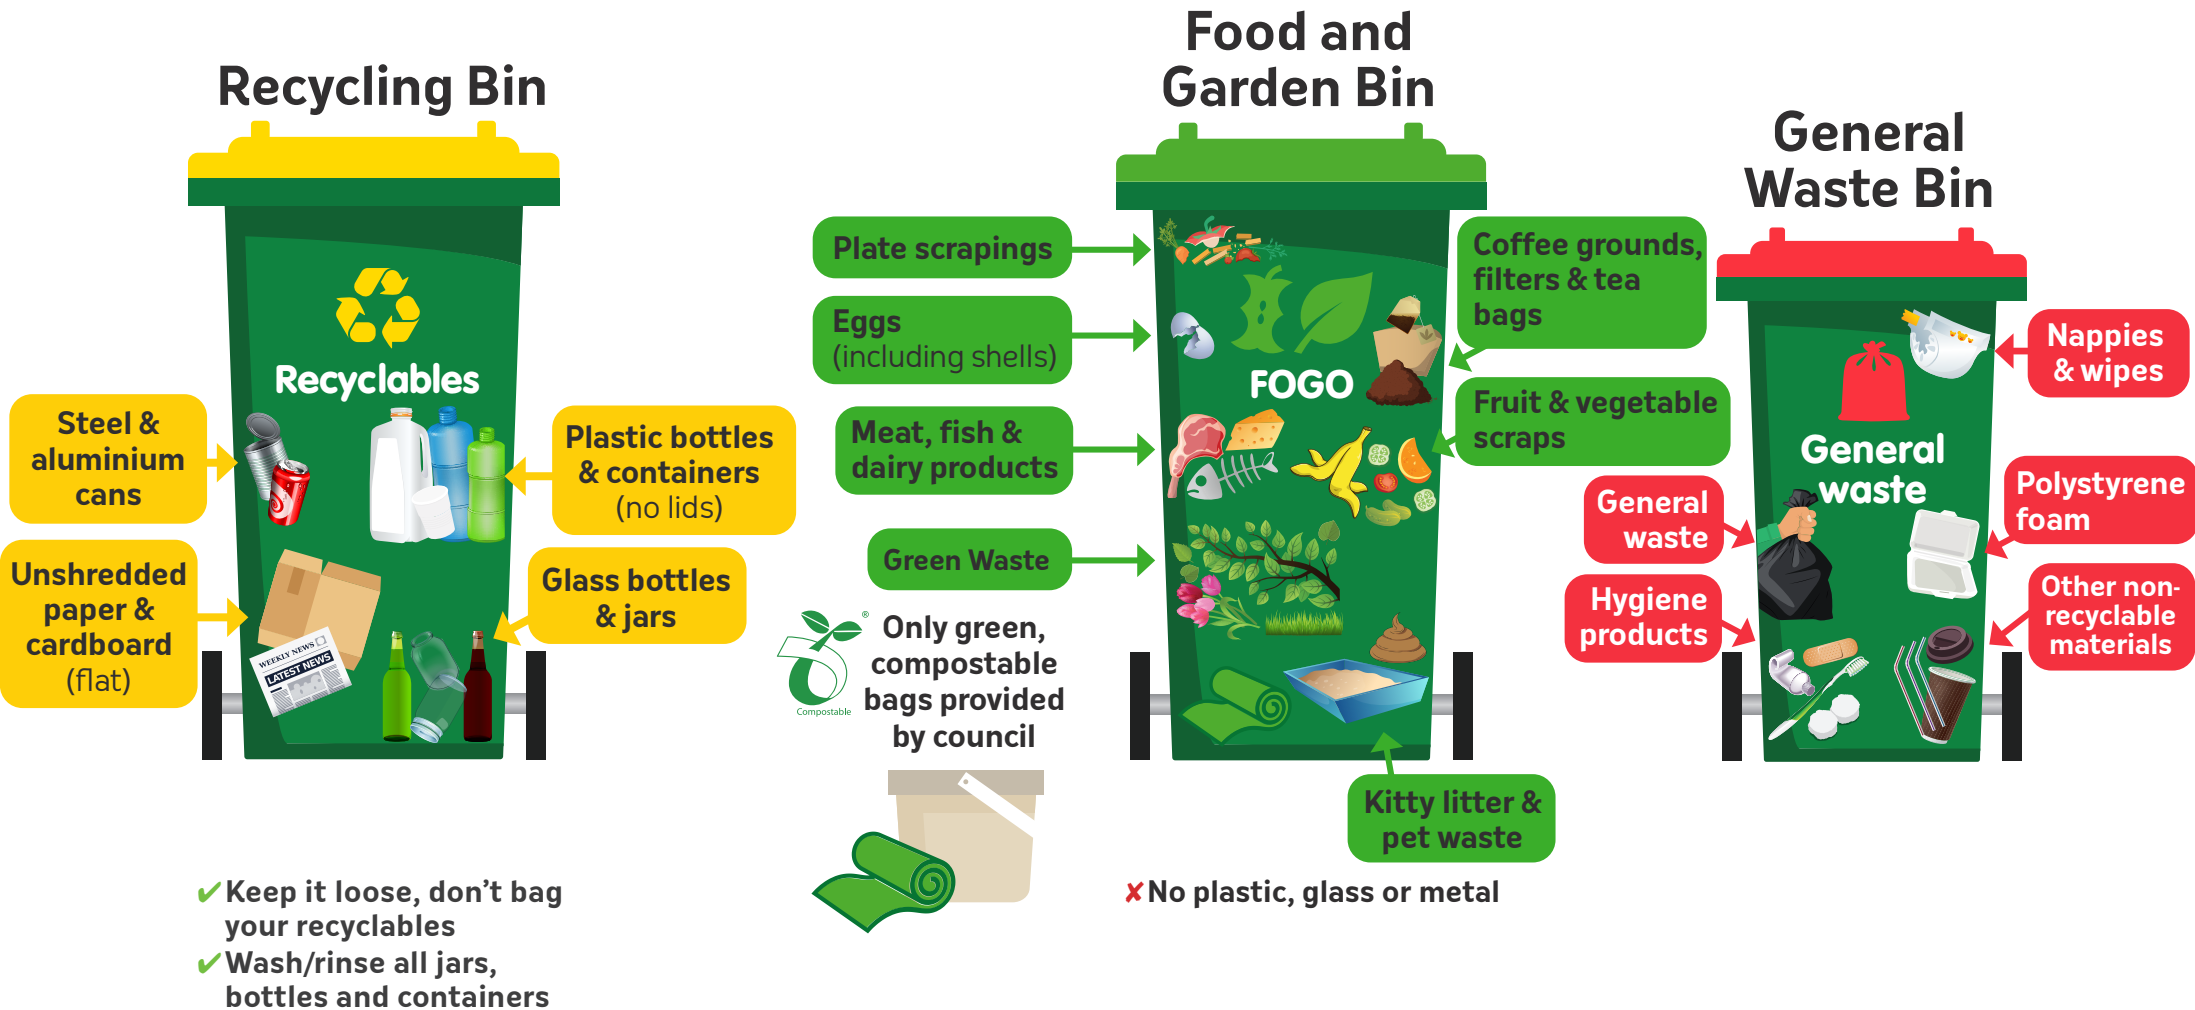 Recycling Bin
Recyclables
Steel &
aluminium
cans
Unshredded
paper &
cardboard
(flat)
Plastic bottles
& containers
(no lids)
Glass bottles
& jars
WEEKLY NEWS
LATEST NEWS
✔Keep it loose, don't bag
your recyclables
✔Wash/rinse all jars,
bottles and containers
Food and
Garden Bin
FOGO
Plate scrapings
Eggs
(including shells)
Meat, fish &
dairy products
Green Waste
Coffee grounds,
filters & tea
bags
Fruit & vegetable
scraps
Kitty litter &
pet waste
®
Compostable
Only green,
compostable
bags provided
by council
✘No plastic, glass or metal
General
Waste Bin
General
waste
Nappies
& wipes
General
waste
Polystyrene
foam
Hygiene
products
Other non-
recyclable
materials